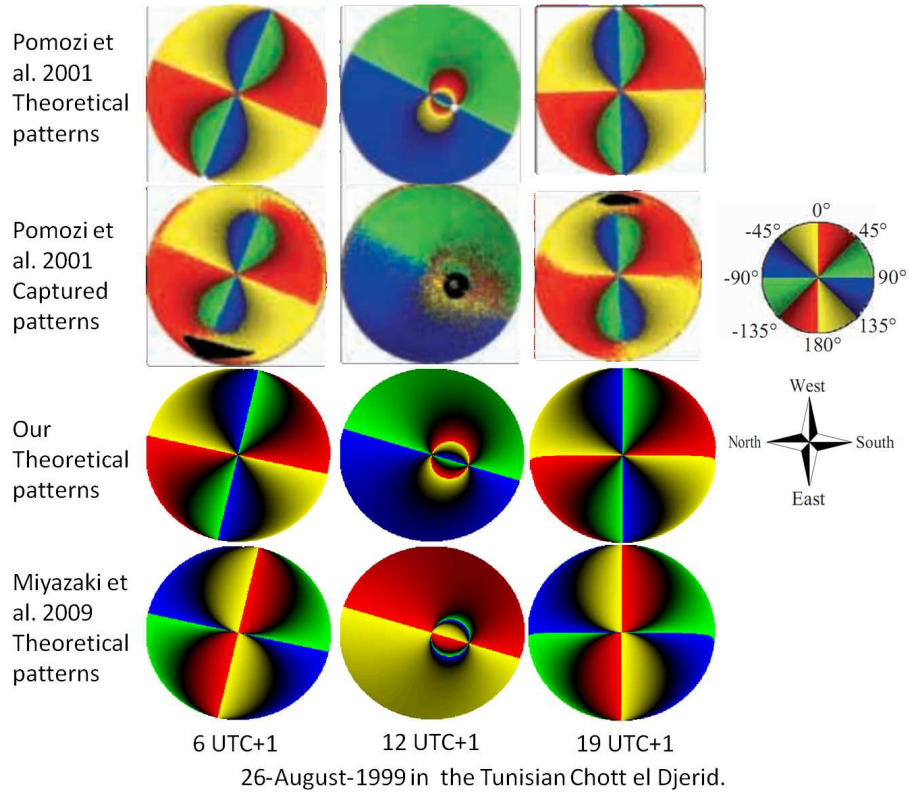 Pomozi et
al. 2001
Theoretical
patterns
Pomozi et
al. 2001
Captured
patterns
0°
-45°
45°
-90°
90°
-135°
135°
180°
West
North
South
East
Our
Theoretical
patterns
Miyazaki et
al. 2009
Theoretical
patterns
6 UTC+1
12 UTC+1
19 UTC+1
26-August-1999 in the Tunisian Chott el Djerid.